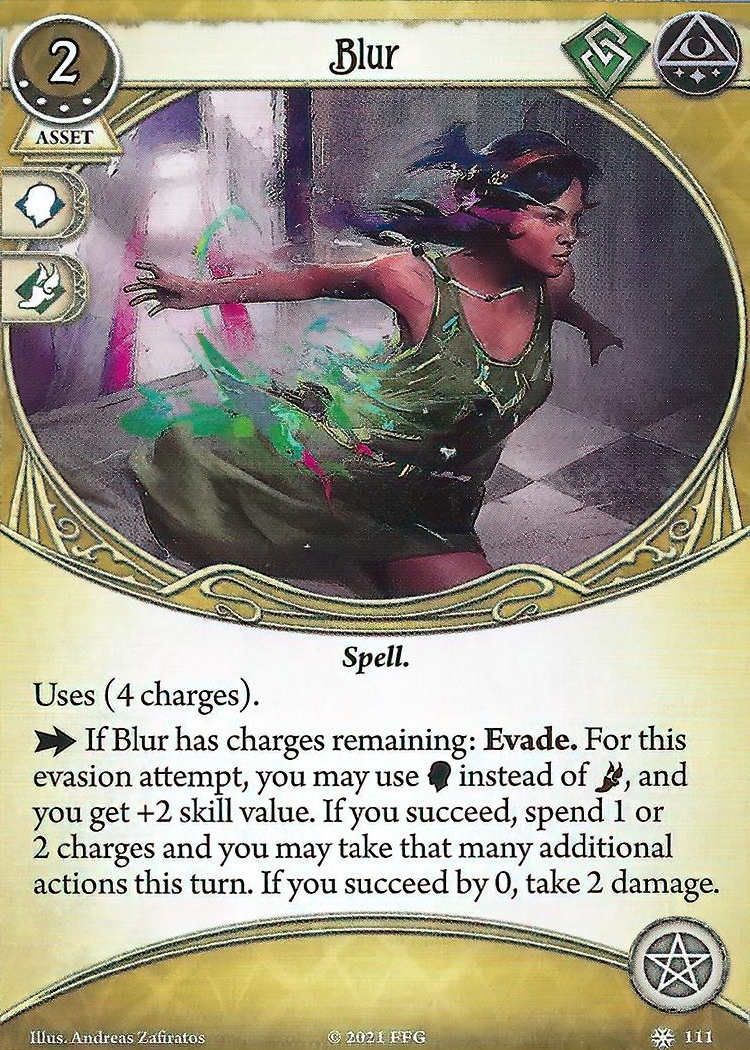 2
Blur
ASSET
Spell.
Uses (4 charges).
If Blur has charges remaining: Evade. For this
evasion attempt, you may use instead of , and
you get +2 skill value. If you succeed, spend 1 or
2 charges and you may take that many additional
actions this turn. If you succeed by 0, take 2 damage.
Illus. Andreas Zafiratos
© 2021 FFG
111